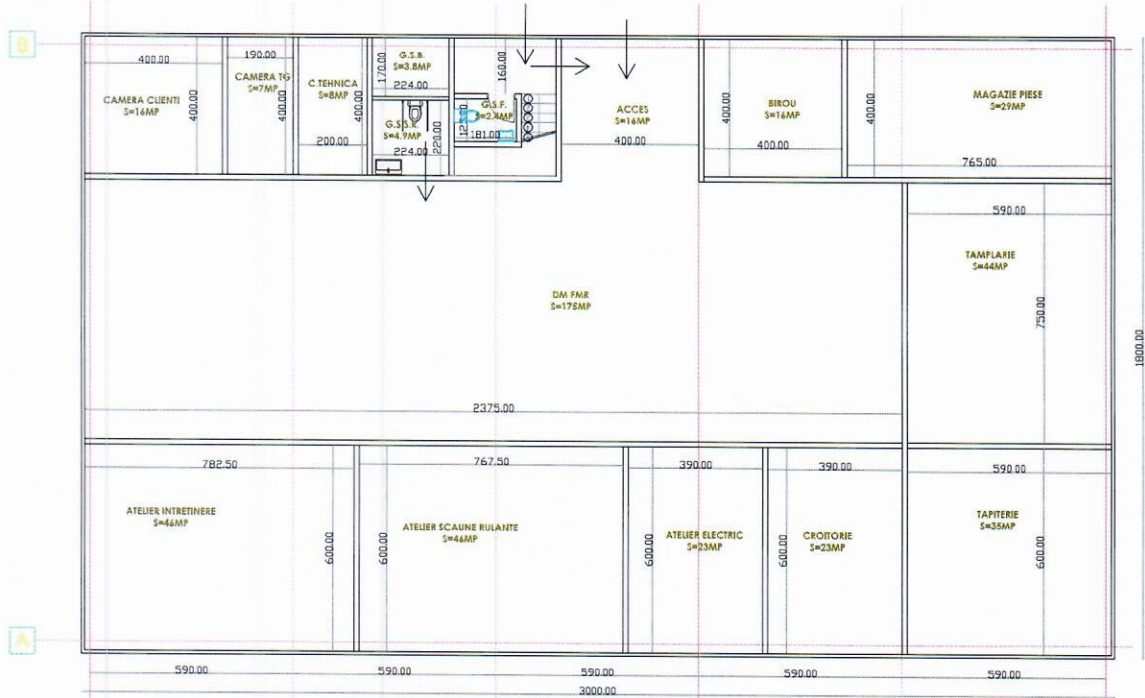 B
400.00
CAMERA CLIENTI
S=16MP
400.00
190.00
CAMERA TG
S=7MP
400.00
C TEHNICA
S=8MP
400.00
200.00
170.00
G.S.B.
S=3.8MP
224.00
G.S.S.R.
S=4.9MP
224.00
220.00
160.00
G.S.F.
S=2.4MP
181.00
ACCES
S=16MP
400.00
400.00
BIROU
S=16MP
400.00
400.00
MAGAZIE PIESE
S=29MP
765.00
590.00
TAMPLARIE
S=44MP
750.00
1800.00
DM FMR
S=175MP
2375.00
782.50
ATELIER INTRETINERE
S=46MP
600.00
767.50
ATELIER SCAUNE RULANTE
S=46MP
600.00
390.00
ATELIER ELECTRIC
S=23MP
600.00
390.00
CROITORIE
S=23MP
600.00
590.00
TAPITERIE
S=35MP
600.00
A
590.00
590.00
590.00
590.00
590.00
3000.00